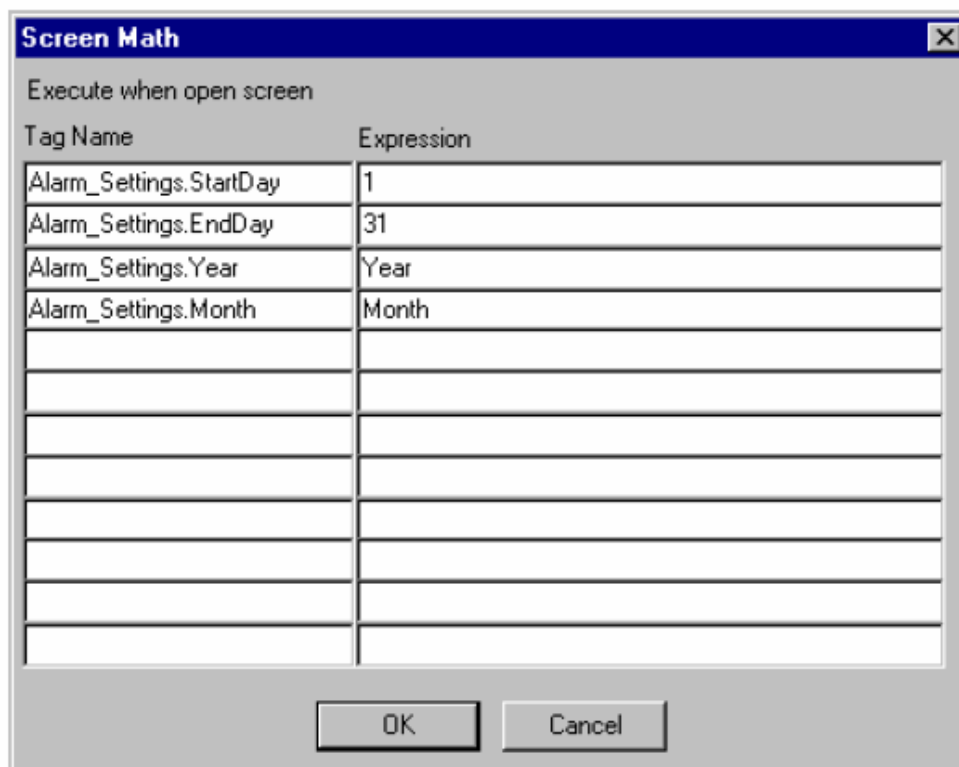 Screen Math
Execute when open screen
Tag Name Expression
Alarm_Settings.StartDay 1
Alarm_Settings.EndDay 31
Alarm_Settings.Year Year
Alarm_Settings.Month Month
OK Cancel